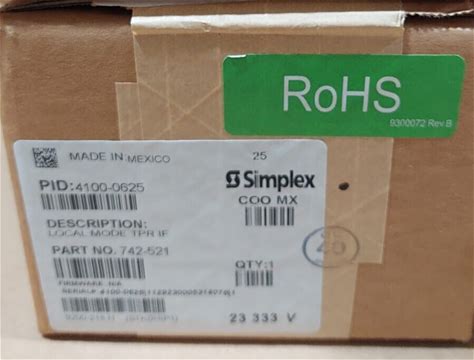 RoHS
9300072 Rev.B
MADE IN MEXICO
25
PID:4100-0625
Simplex
COO MX
DESCRIPTION:
LOCAL MODE TPR IF
PART NO. 742-521
QTY:1
FIRMWARE N/A
23 333 V